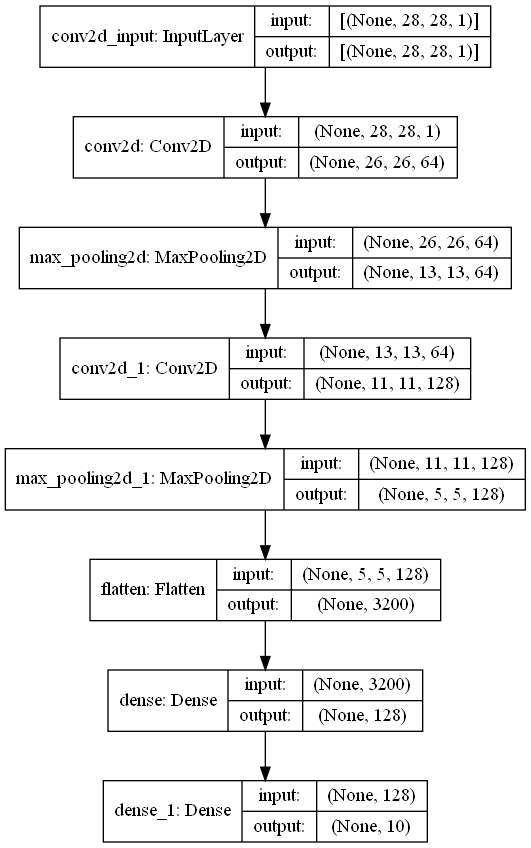 conv2d_input: InputLayer
input: [(None, 28, 28, 1)]
output: [(None, 28, 28, 1)]
conv2d: Conv2D
input: (None, 28, 28, 1)
output: (None, 26, 26, 64)
max_pooling2d: MaxPooling2D
input: (None, 26, 26, 64)
output: (None, 13, 13, 64)
conv2d_1: Conv2D
input: (None, 13, 13, 64)
output: (None, 11, 11, 128)
max_pooling2d_1: MaxPooling2D
input: (None, 11, 11, 128)
output: (None, 5, 5, 128)
flatten: Flatten
input: (None, 5, 5, 128)
output: (None, 3200)
dense: Dense
input: (None, 3200)
output: (None, 128)
dense_1: Dense
input: (None, 128)
output: (None, 10)